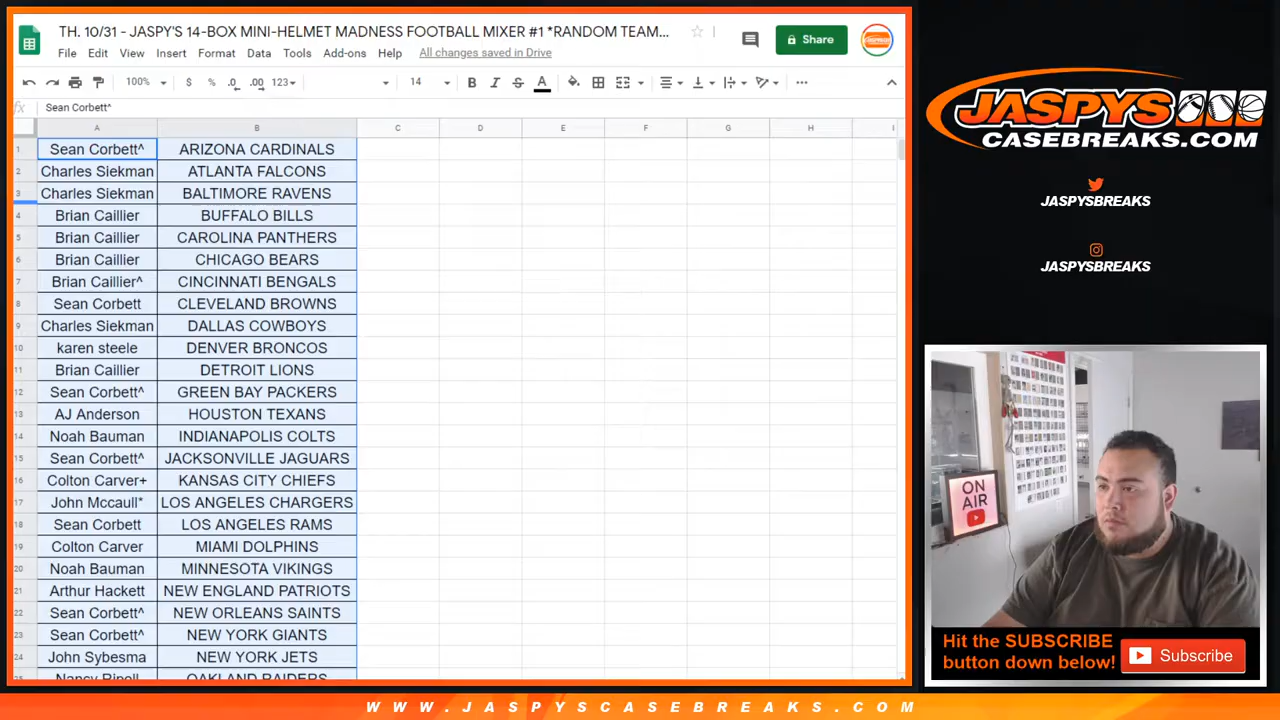 TH. 10/31 - JASPY'S 14-BOX MINI-HELMET MADNESS FOOTBALL MIXER #1 *RANDOM TEAM...
Share
File Edit View Insert Format Data Tools Add-ons Help All changes saved in Drive
100% $ % .0 .00 123 14 B I S A
fx Sean Corbett^
A B C D E F G H I
1 Sean Corbett^ ARIZONA CARDINALS
2 Charles Siekman ATLANTA FALCONS
3 Charles Siekman BALTIMORE RAVENS
4 Brian Caillier BUFFALO BILLS
5 Brian Caillier CAROLINA PANTHERS
6 Brian Caillier CHICAGO BEARS
7 Brian Caillier^ CINCINNATI BENGALS
8 Sean Corbett CLEVELAND BROWNS
9 Charles Siekman DALLAS COWBOYS
10 karen steele DENVER BRONCOS
11 Brian Caillier DETROIT LIONS
12 Sean Corbett^ GREEN BAY PACKERS
13 AJ Anderson HOUSTON TEXANS
14 Noah Bauman INDIANAPOLIS COLTS
15 Sean Corbett^ JACKSONVILLE JAGUARS
16 Colton Carver+ KANSAS CITY CHIEFS
17 John Mccaull* LOS ANGELES CHARGERS
18 Sean Corbett LOS ANGELES RAMS
19 Colton Carver MIAMI DOLPHINS
20 Noah Bauman MINNESOTA VIKINGS
21 Arthur Hackett NEW ENGLAND PATRIOTS
22 Sean Corbett^ NEW ORLEANS SAINTS
23 Sean Corbett^ NEW YORK GIANTS
24 John Sybesma NEW YORK JETS
OAKLAND RAIDERS
JASPYS
CASEBREAKS.COM
JASPYSBREAKS
JASPYSBREAKS
ON
AIR
Hit the SUBSCRIBE
button down below!
Subscribe
WWW.JASPYSCASEBREAKS.COM